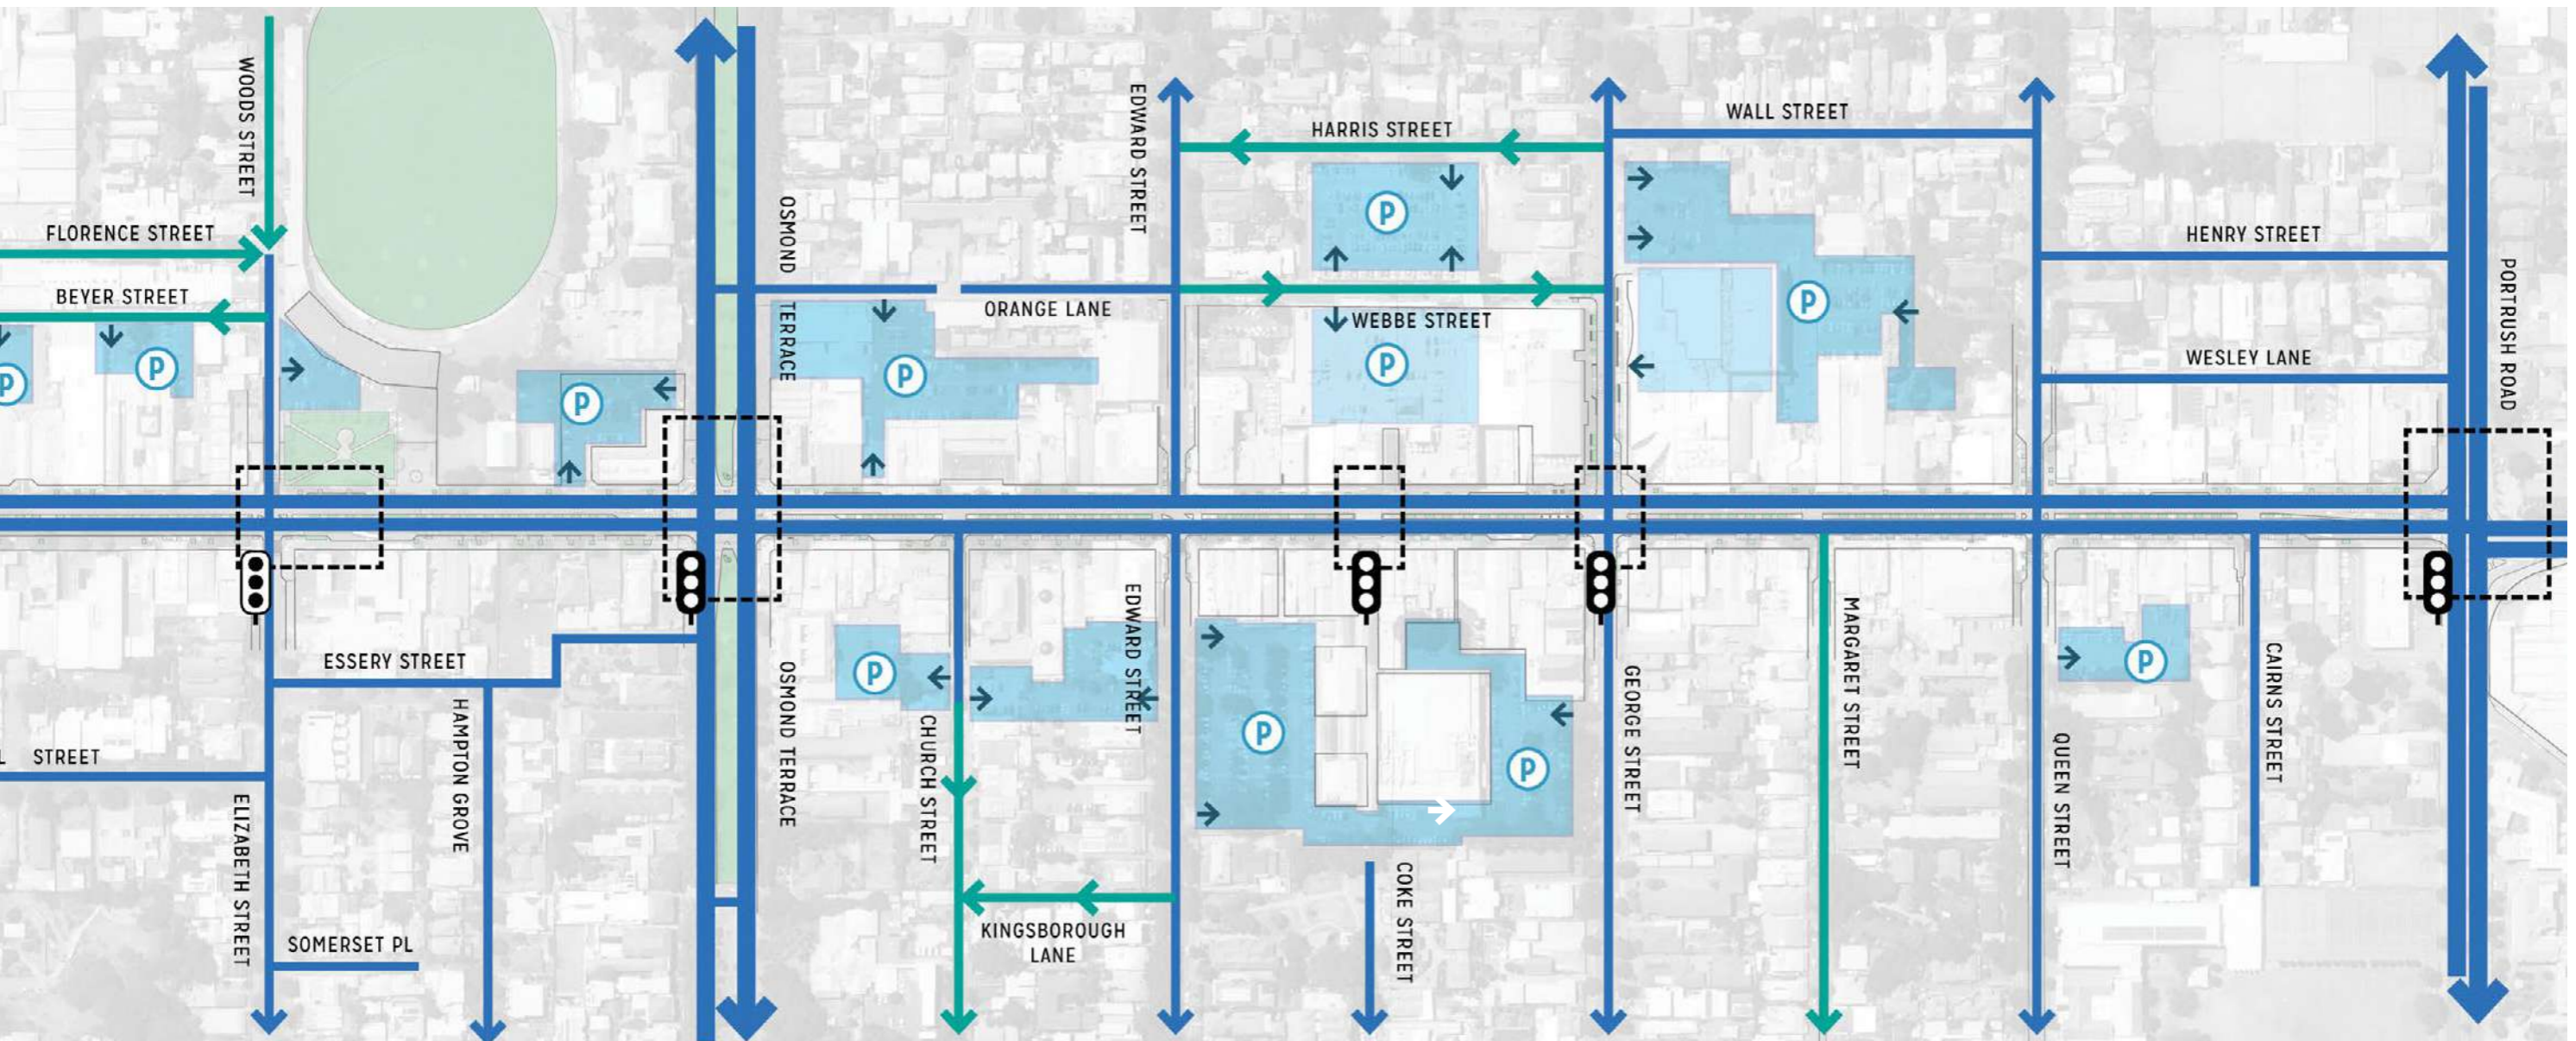 WOODS STREET
FLORENCE STREET
BEYER STREET
OSMOND TERRACE
EDWARD STREET
HARRIS STREET
WALL STREET
HENRY STREET
ORANGE LANE
WEBBE STREET
WESLEY LANE
PORTRUSH ROAD
P
P
P
P
P
P
P
ESSERY STREET
HAMPTON GROVE
L STREET
ELIZABETH STREET
SOMERSET PL
OSMOND TERRACE
P
CHURCH STREET
EDWARD STREET
KINGSBOROUGH
LANE
P
P
COKE STREET
GEORGE STREET
MARGARET STREET
QUEEN STREET
P
CAIRNS STREET